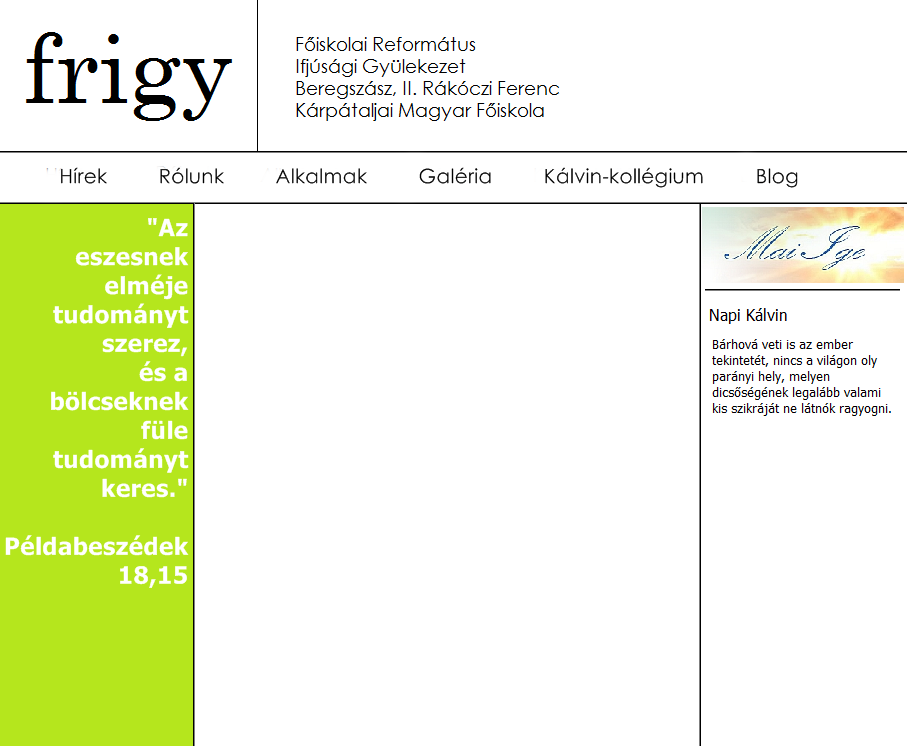 frigy
Főiskolai Református
Ifjúsági Gyülekezet
Beregszász, II. Rákóczi Ferenc
Kárpátaljai Magyar Főiskola
Hírek Rólunk Alkalmak Galéria Kálvin-kollégium Blog
"Az
eszesnek
elméje
tudományt
szerez,
és a
bölcseknek
füle
tudományt
keres."
Példabeszédek
18,15
Mai Ige
Napi Kálvin
Bárhová veti is az ember
tekintetét, nincs a világon oly
parányi hely, melyen
dicsőségének legalább valami
kis szikráját ne látnók ragyogni.